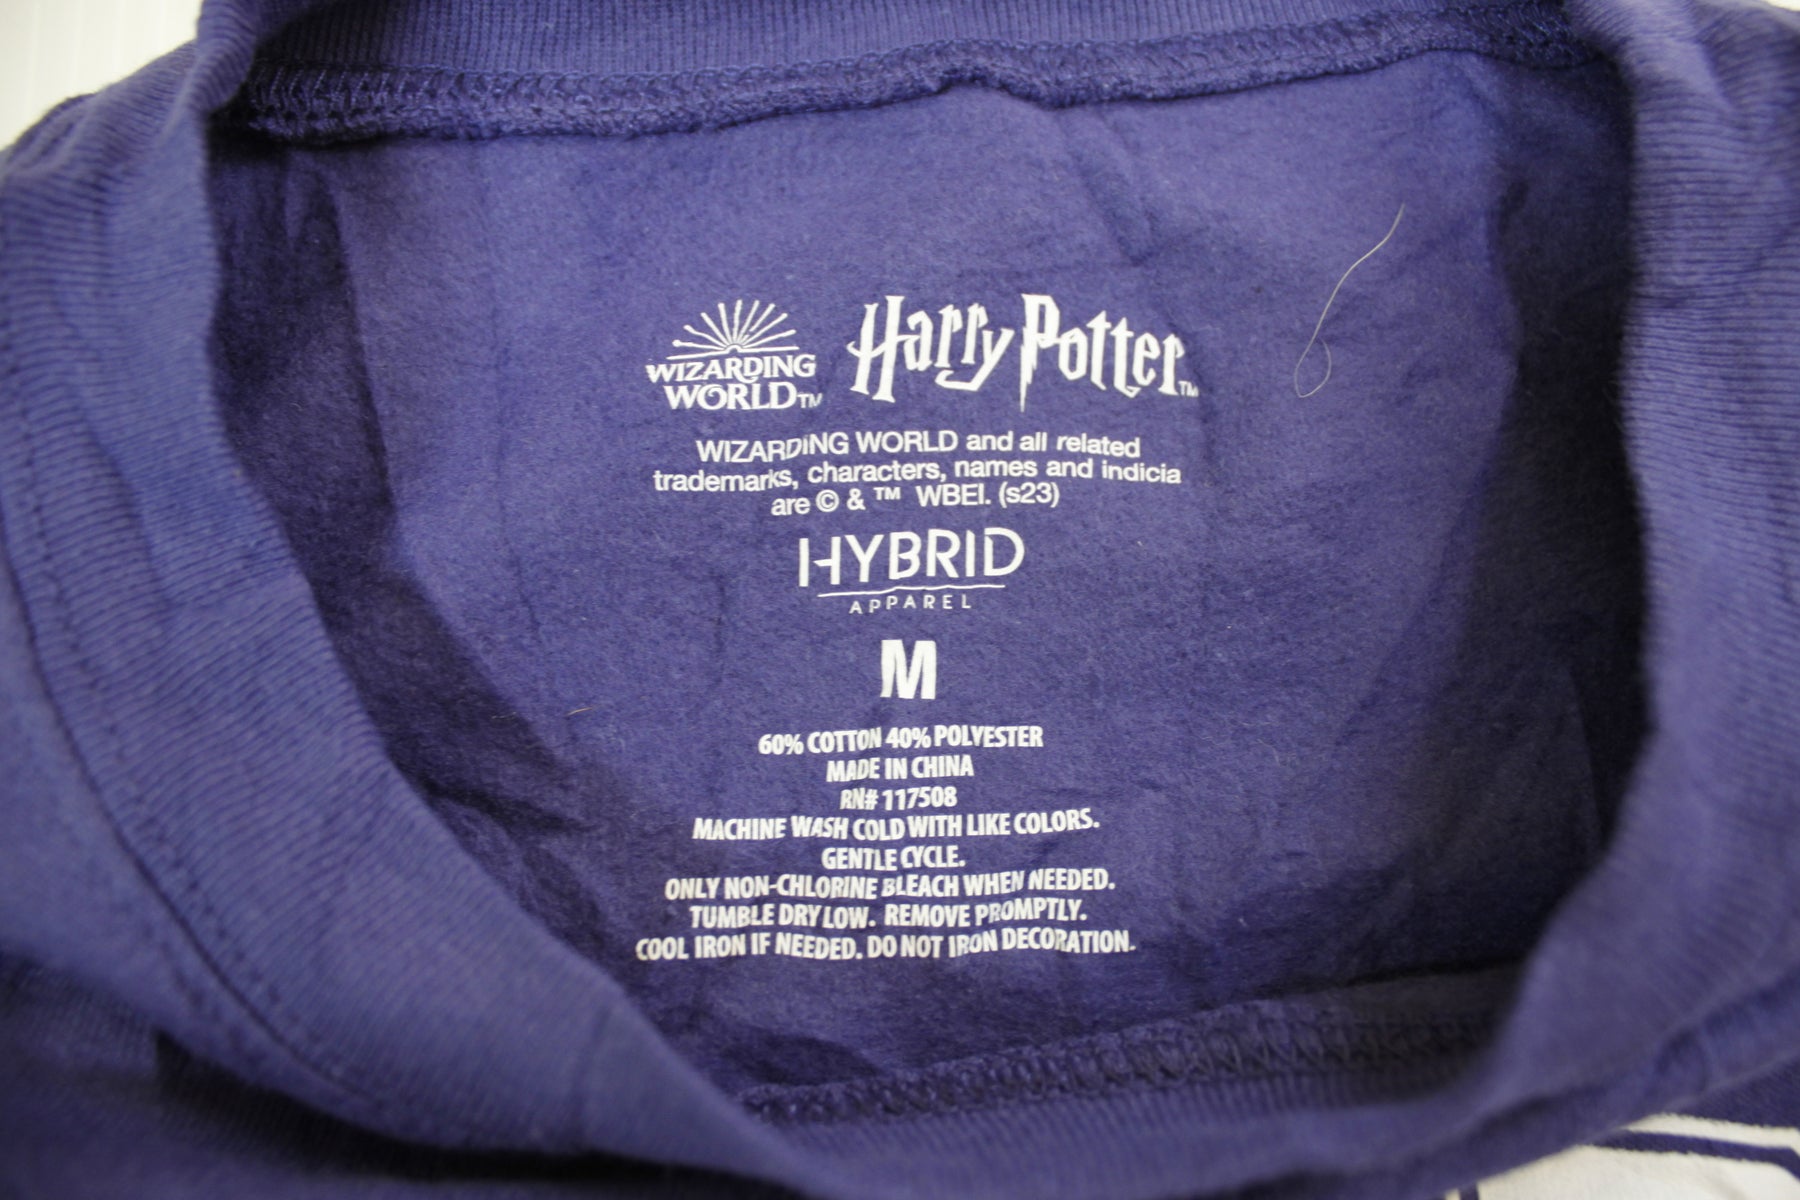 WIZARDING
WORLD™
Harry Potter™
WIZARDING WORLD and all related
trademarks, characters, names and indicia
are © & ™ WBEI. (s23)
HYBRID
APPAREL
M
60% COTTON 40% POLYESTER
MADE IN CHINA
RN# 117508
MACHINE WASH COLD WITH LIKE COLORS.
GENTLE CYCLE.
ONLY NON-CHLORINE BLEACH WHEN NEEDED.
TUMBLE DRY LOW. REMOVE PROMPTLY.
COOL IRON IF NEEDED. DO NOT IRON DECORATION.